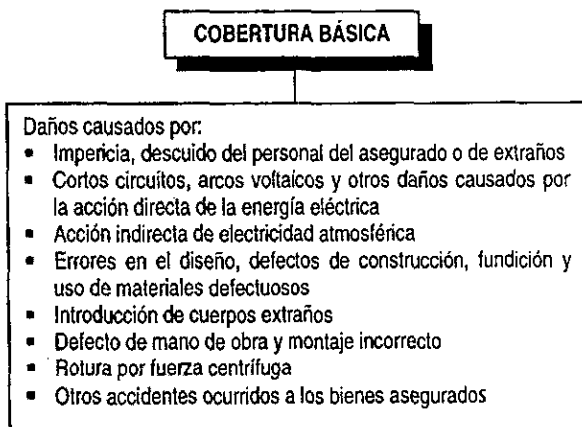 COBERTURA BÁSICA
Daños causados por:
▪ Impericia, descuido del personal del asegurado o de extraños
▪ Cortos circuítos, arcos voltaicos y otros daños causados por
la acción directa de la energía eléctrica
▪ Acción indirecta de electricidad atmosférica
▪ Errores en el diseño, defectos de construcción, fundición y
uso de materiales defectuosos
▪ Introducción de cuerpos extraños
▪ Defecto de mano de obra y montaje incorrecto
▪ Rotura por fuerza centrífuga
▪ Otros accidentes ocurridos a los bienes asegurados